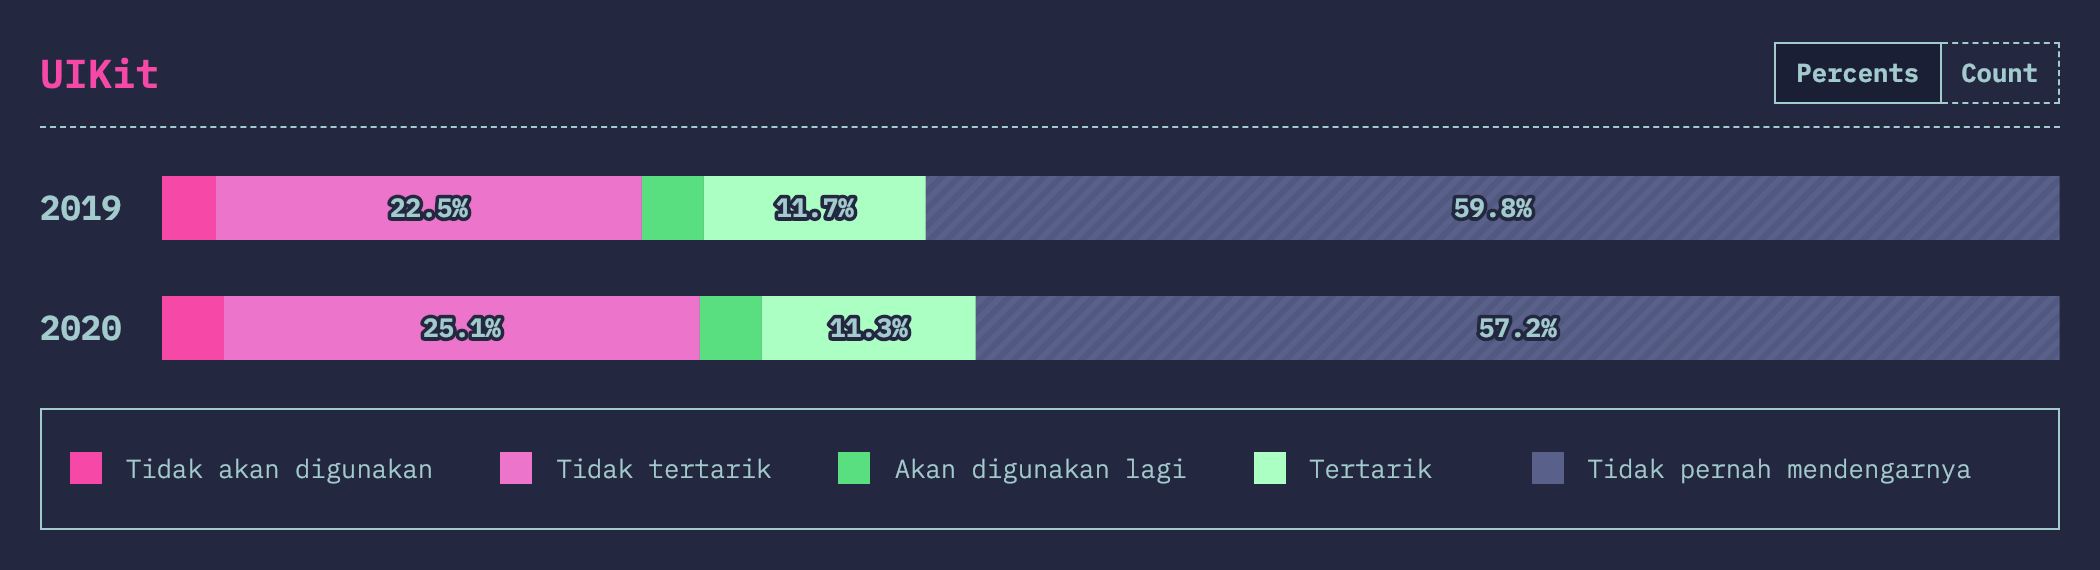 UIKit
Percents Count
2019 22.5% 11.7% 59.8%
2020 25.1% 11.3% 57.2%
Tidak akan digunakan Tidak tertarik Akan digunakan lagi Tertarik Tidak pernah mendengarnya